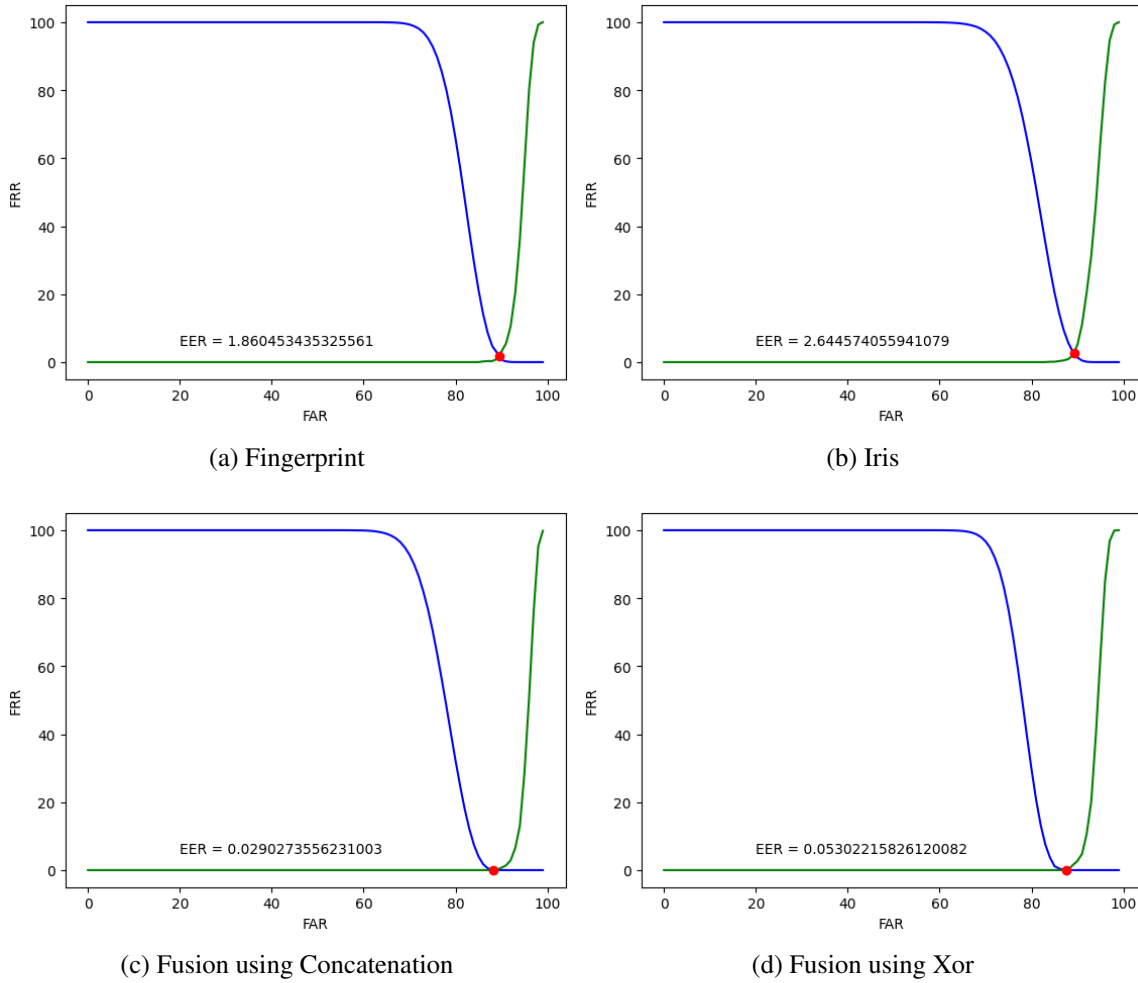 100
80
60
40
20
0
FRR
EER = 1.860453435325561
0 20 40 60 80 100
FAR
(a) Fingerprint
100
80
60
40
20
0
FRR
EER = 2.644574055941079
0 20 40 60 80 100
FAR
(b) Iris
100
80
60
40
20
0
FRR
EER = 0.0290273556231003
0 20 40 60 80 100
FAR
(c) Fusion using Concatenation
100
80
60
40
20
0
FRR
EER = 0.05302215826120082
0 20 40 60 80 100
FAR
(d) Fusion using Xor